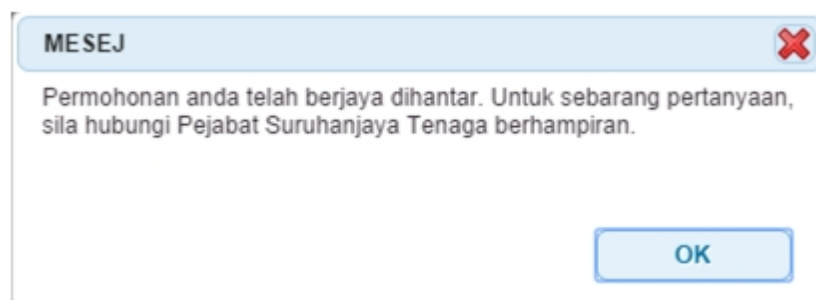 MESEJ
Permohonan anda telah berjaya dihantar. Untuk sebarang pertanyaan,
sila hubungi Pejabat Suruhanjaya Tenaga berhampiran.
OK